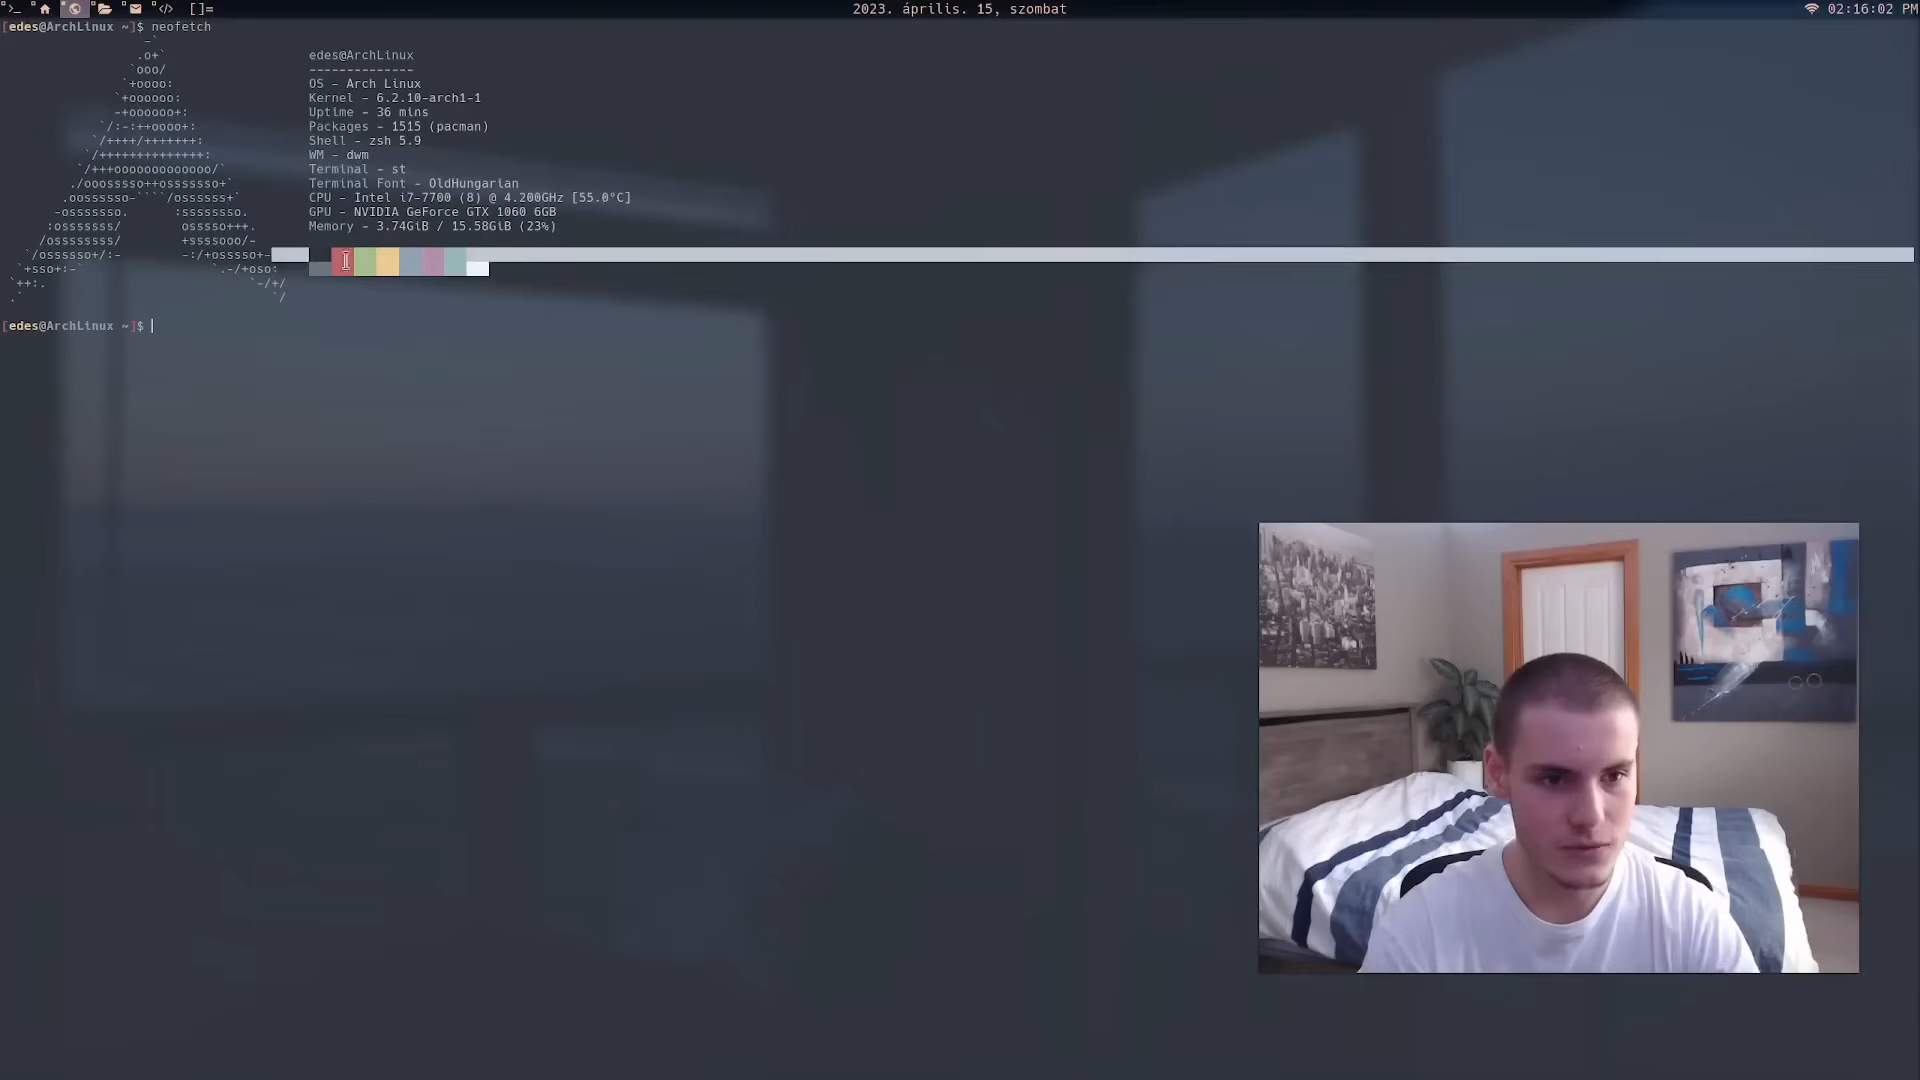 2023. április. 15, szombat
02:16:02 PM
>_ </> []=
[edes@ArchLinux ~]$ neofetch
edes@ArchLinux
--------------
OS - Arch Linux
Kernel - 6.2.10-arch1-1
Uptime - 36 mins
Packages - 1515 (pacman)
Shell - zsh 5.9
WM - dwm
Terminal - st
Terminal Font - OldHungarian
CPU - Intel i7-7700 (8) @ 4.200GHz [55.0°C]
GPU - NVIDIA GeForce GTX 1060 6GB
Memory - 3.74GiB / 15.58GiB (23%)
[edes@ArchLinux ~]$